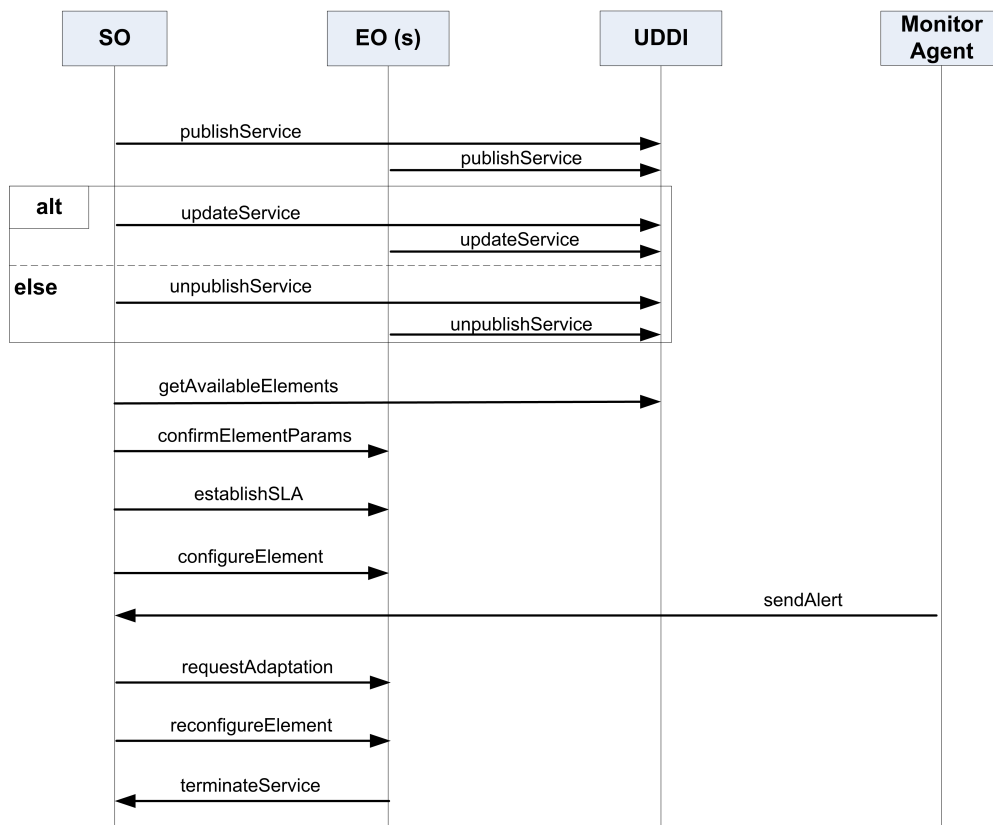 SO
EO (s)
UDDI
Monitor
Agent
publishService
publishService
alt
updateService
updateService
else
unpublishService
unpublishService
getAvailableElements
confirmElementParams
establishSLA
configureElement
sendAlert
requestAdaptation
reconfigureElement
terminateService